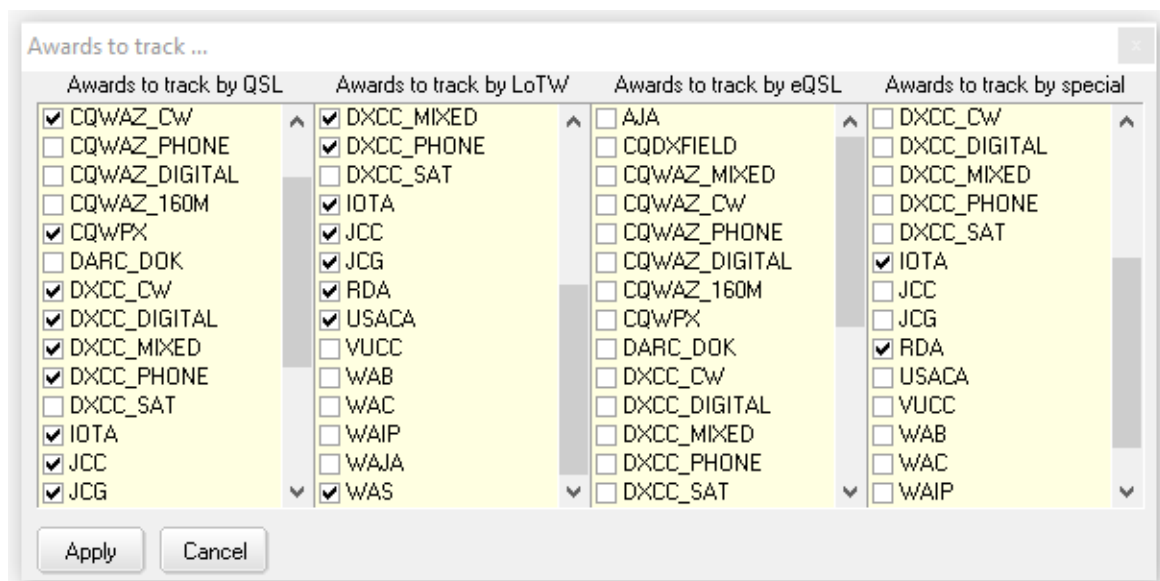 Awards to track ...
Awards to track by QSL Awards to track by LoTW Awards to track by eQSL Awards to track by special
CQWAZ_CW DXCC_MIXED AJA DXCC_CW
CQWAZ_PHONE DXCC_PHONE CQDXFIELD DXCC_DIGITAL
CQWAZ_DIGITAL DXCC_SAT CQWAZ_MIXED DXCC_MIXED
CQWAZ_160M IOTA CQWAZ_CW DXCC_PHONE
CQWPX JCC CQWAZ_PHONE DXCC_SAT
DARC_DOK JCG CQWAZ_DIGITAL IOTA
DXCC_CW RDA CQWAZ_160M JCC
DXCC_DIGITAL USACA CQWPX JCG
DXCC_MIXED VUCC DARC_DOK RDA
DXCC_PHONE WAB DXCC_CW USACA
DXCC_SAT WAC DXCC_DIGITAL VUCC
IOTA WAIP DXCC_MIXED WAB
JCC WAJA DXCC_PHONE WAC
JCG WAS DXCC_SAT WAIP
Apply Cancel